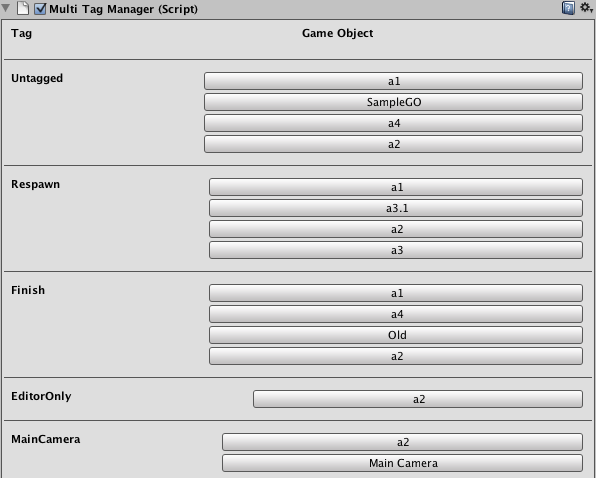 Multi Tag Manager (Script)
Tag Game Object
Untagged a1
SampleGO
a4
a2
Respawn a1
a3.1
a2
a3
Finish a1
a4
Old
a2
EditorOnly a2
MainCamera a2
Main Camera